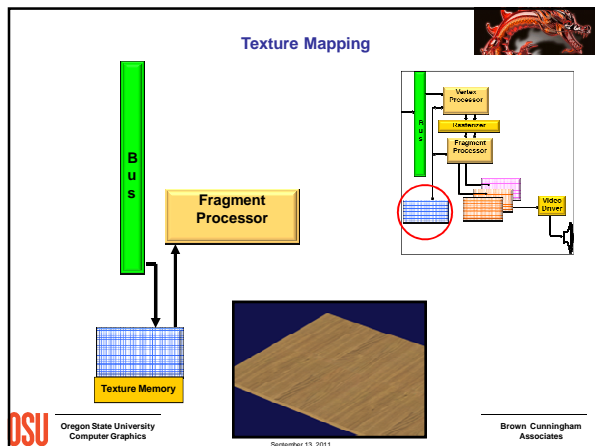 Texture Mapping
B
u
s
Fragment
Processor
Texture Memory
B
u
s
Vertex
Processor
Rasterizer
Fragment
Processor
Video
Driver
OSU
Oregon State University
Computer Graphics
September 13, 2011
Brown Cunningham
Associates